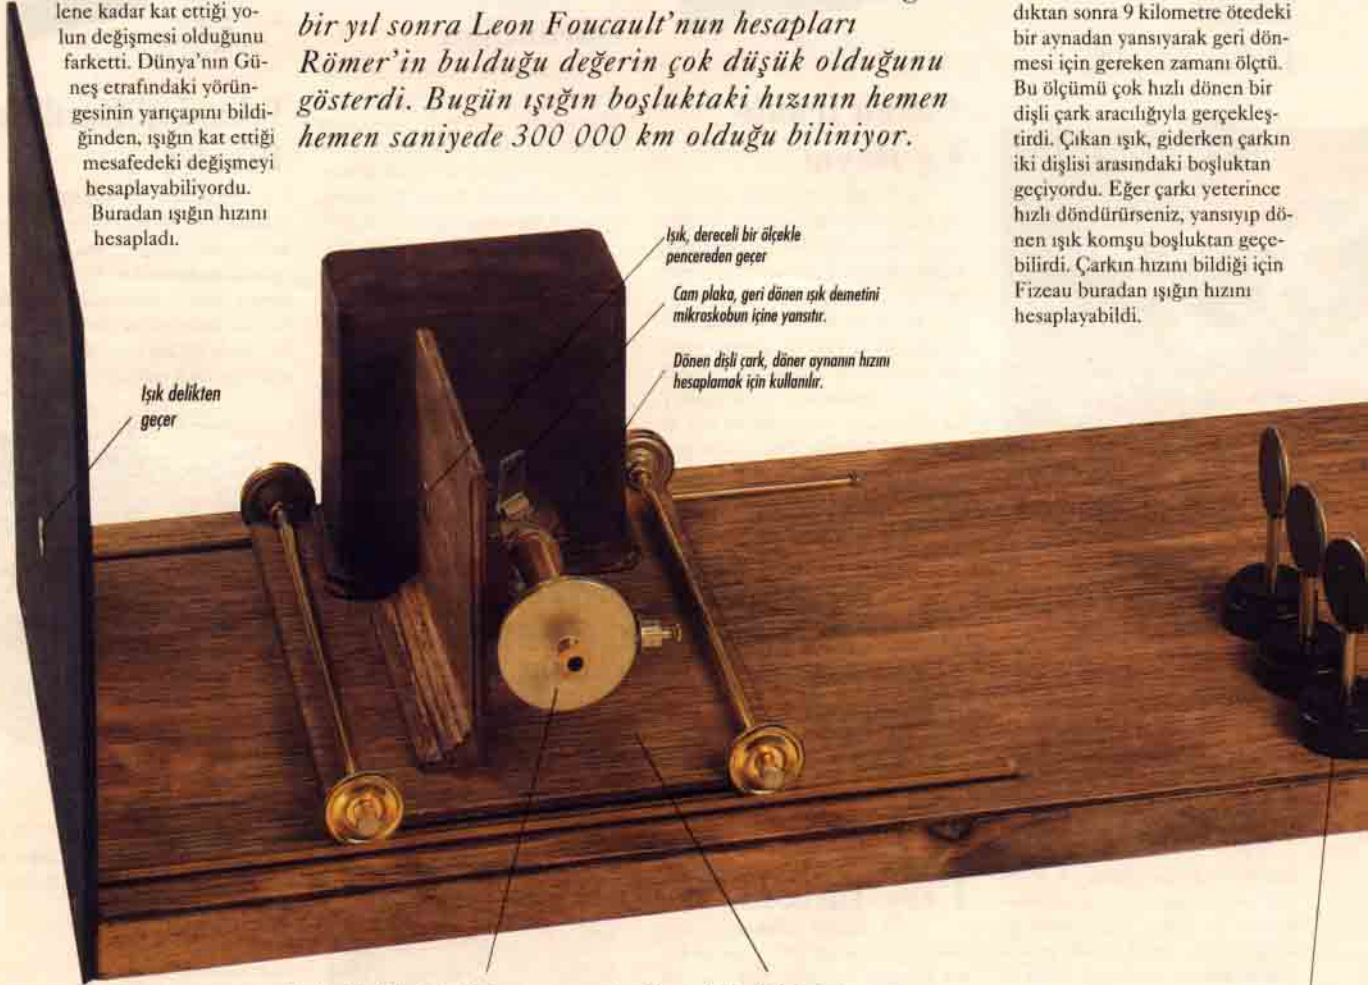 lene kadar kat ettiği yo-
lun değişmesi olduğunu
farketti. Dünya'nın Gü-
neş etrafındaki yörün-
gesinin yarıçapını bildi-
ğinden, ışığın kat ettiği
mesafedeki değişmeyi
hesaplayabiliyordu.
Buradan ışığın hızını
hesapladı.
bir yıl sonra Leon Foucault'nun hesapları
Römer'in bulduğu değerin çok düşük olduğunu
gösterdi. Bugün ışığın boşluktaki hızının hemen
hemen saniyede 300 000 km olduğu biliniyor.
dıktan sonra 9 kilometre ötedeki
bir aynadan yansıyarak geri dön-
mesi için gereken zamanı ölçtü.
Bu ölçümü çok hızlı dönen bir
dişli çark aracılığıyla gerçekleş-
tirdi. Çıkan ışık, giderken çarkın
iki dişlisi arasındaki boşluktan
geçiyordu. Eğer çarkı yeterince
hızlı döndürürseniz, yansıyıp dö-
nen ışık komşu boşluktan geçe-
bilirdi. Çarkın hızını bildiği için
Fizeau buradan ışığın hızını
hesaplayabildi.
Işık, dereceli bir ölçekle
pencereden geçer
Cam plaka, geri dönen ışık demetini
mikroskobun içine yansıtır.
Dönen dişli çark, döner aynanın hızını
hesaplamak için kullanılır.
Işık delikten
geçer